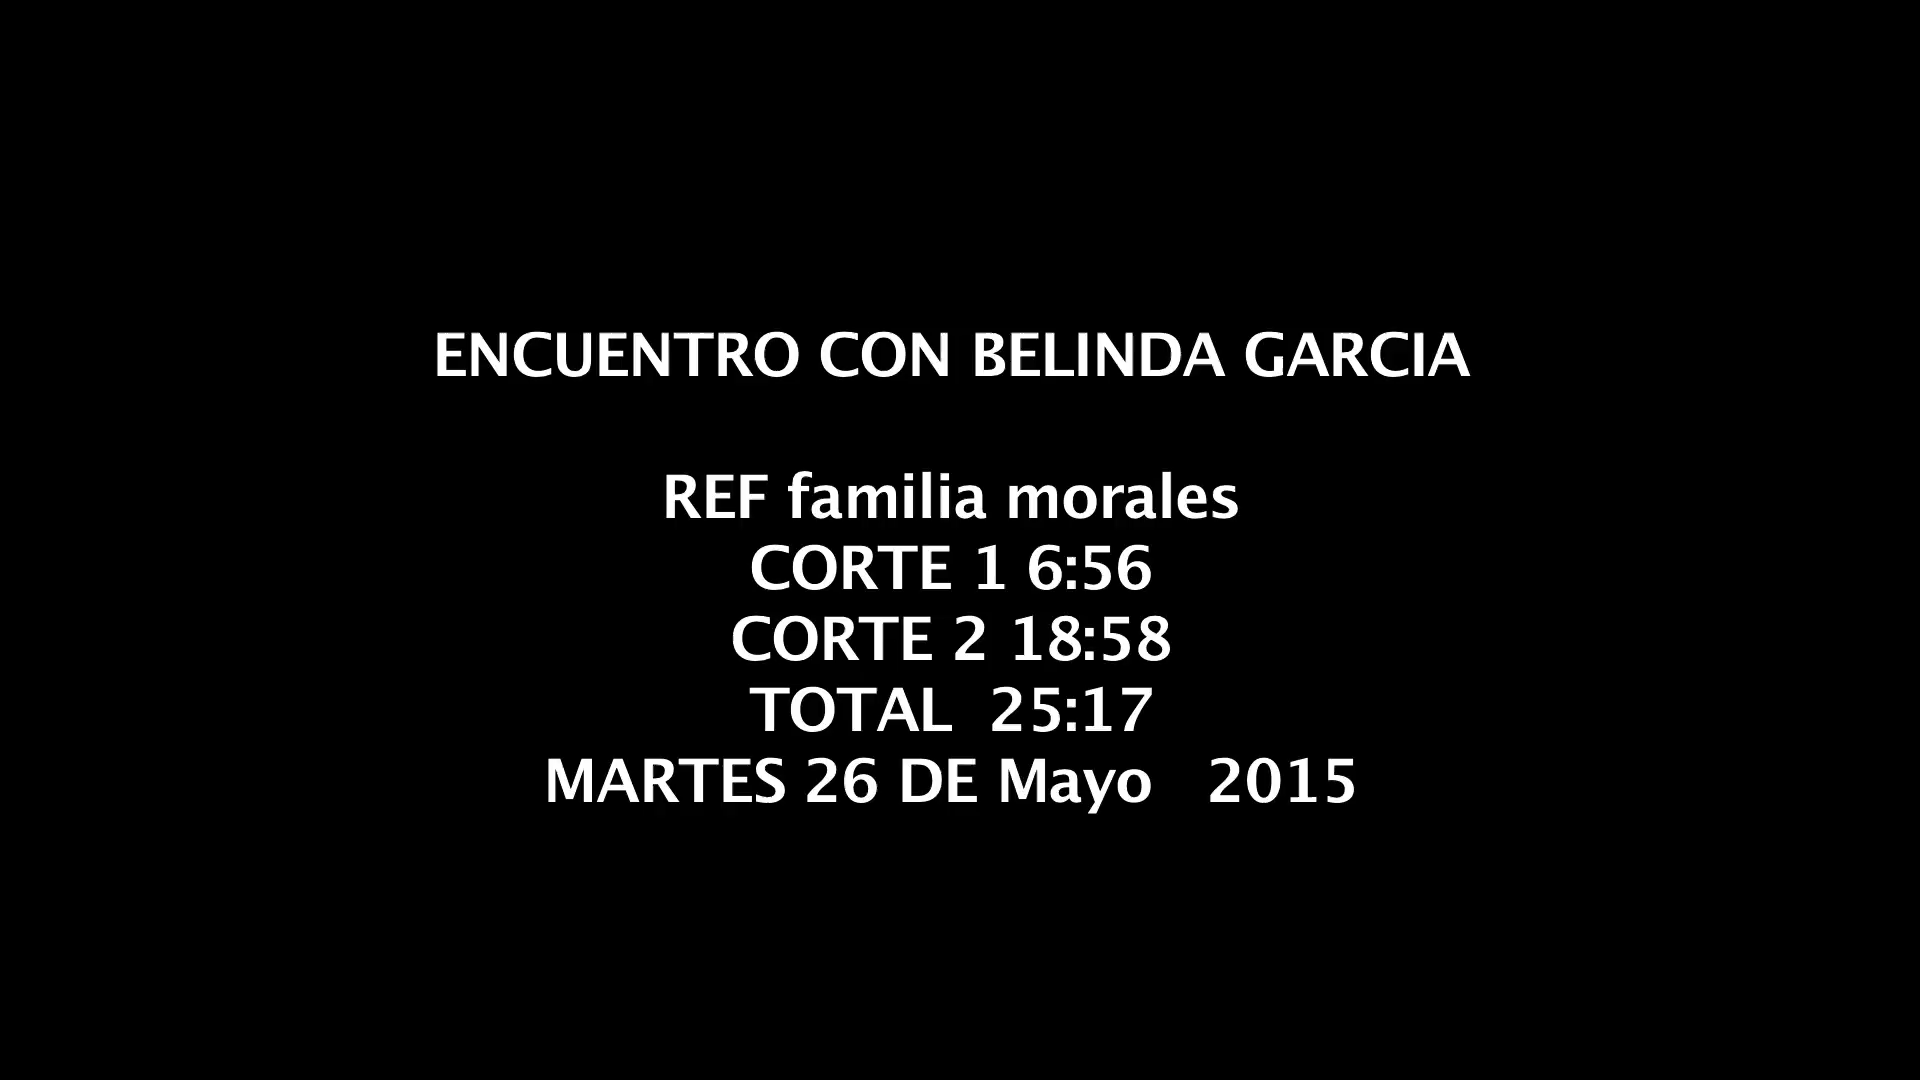 ENCUENTRO CON BELINDA GARCIA
REF familia morales
CORTE 1 6:56
CORTE 2 18:58
TOTAL  25:17
MARTES 26 DE Mayo   2015